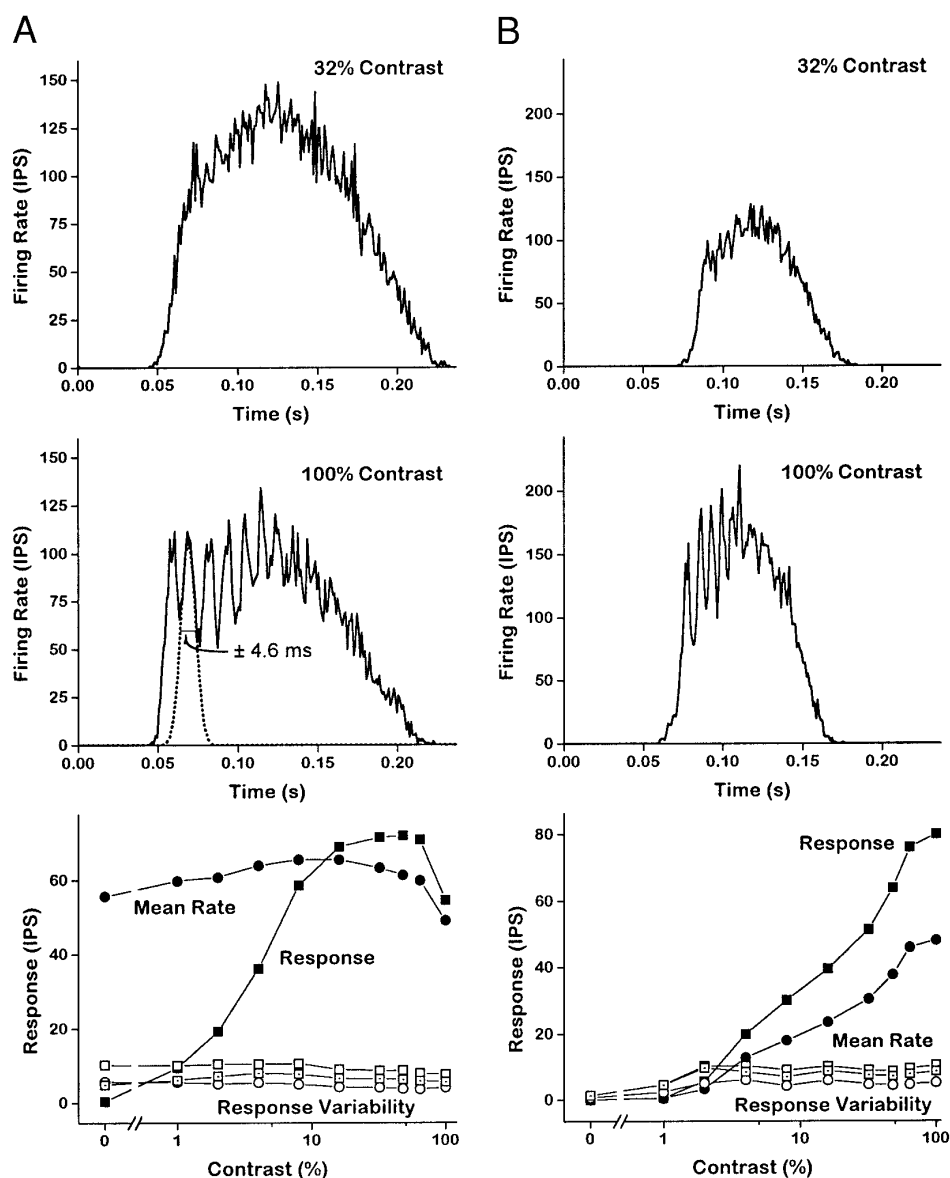 A
B
32% Contrast
150
125
100
75
50
25
0
Firing Rate (IPS)
0.00
0.05
0.10
0.15
0.20
Time (s)
32% Contrast
200
150
100
50
0
Firing Rate (IPS)
0.00
0.05
0.10
0.15
0.20
Time (s)
100% Contrast
150
125
100
75
50
25
0
Firing Rate (IPS)
± 4.6 ms
0.00
0.05
0.10
0.15
0.20
Time (s)
100% Contrast
200
150
100
50
0
Firing Rate (IPS)
0.00
0.05
0.10
0.15
0.20
Time (s)
60
40
20
0
Response (IPS)
Mean Rate
Response
Response Variability
0
1
10
100
Contrast (%)
80
60
40
20
0
Response (IPS)
Response
Mean Rate
Response Variability
0
1
10
100
Contrast (%)